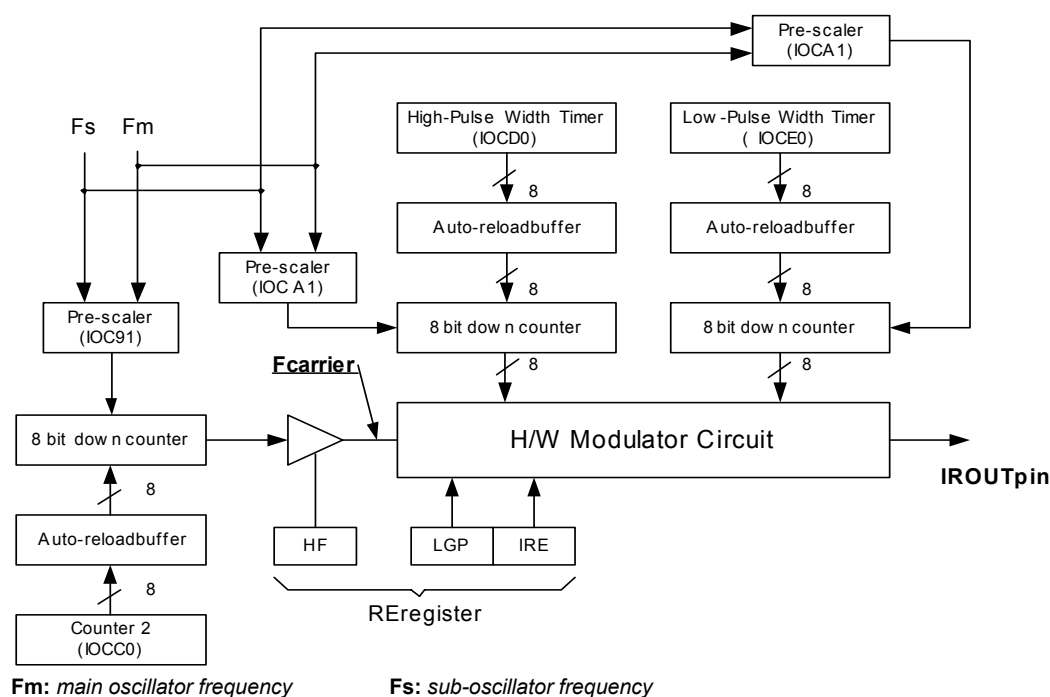 Pre-scaler
(IOCA1)
Fs Fm
High-Pulse Width Timer
(IOCD0)
Low-Pulse Width Timer
( IOCE0)
8
8
Auto-reloadbuffer
Auto-reloadbuffer
Pre-scaler
(IOC A1)
8
8
Pre-scaler
(IOC91)
8 bit down counter
8 bit down counter
Fcarrier
8
8
8 bit down counter
H/W Modulator Circuit
IROUTpin
8
Auto-reloadbuffer
HF
LGP
IRE
8
REregister
Counter 2
(IOCC0)
Fm: main oscillator frequency
Fs: sub-oscillator frequency